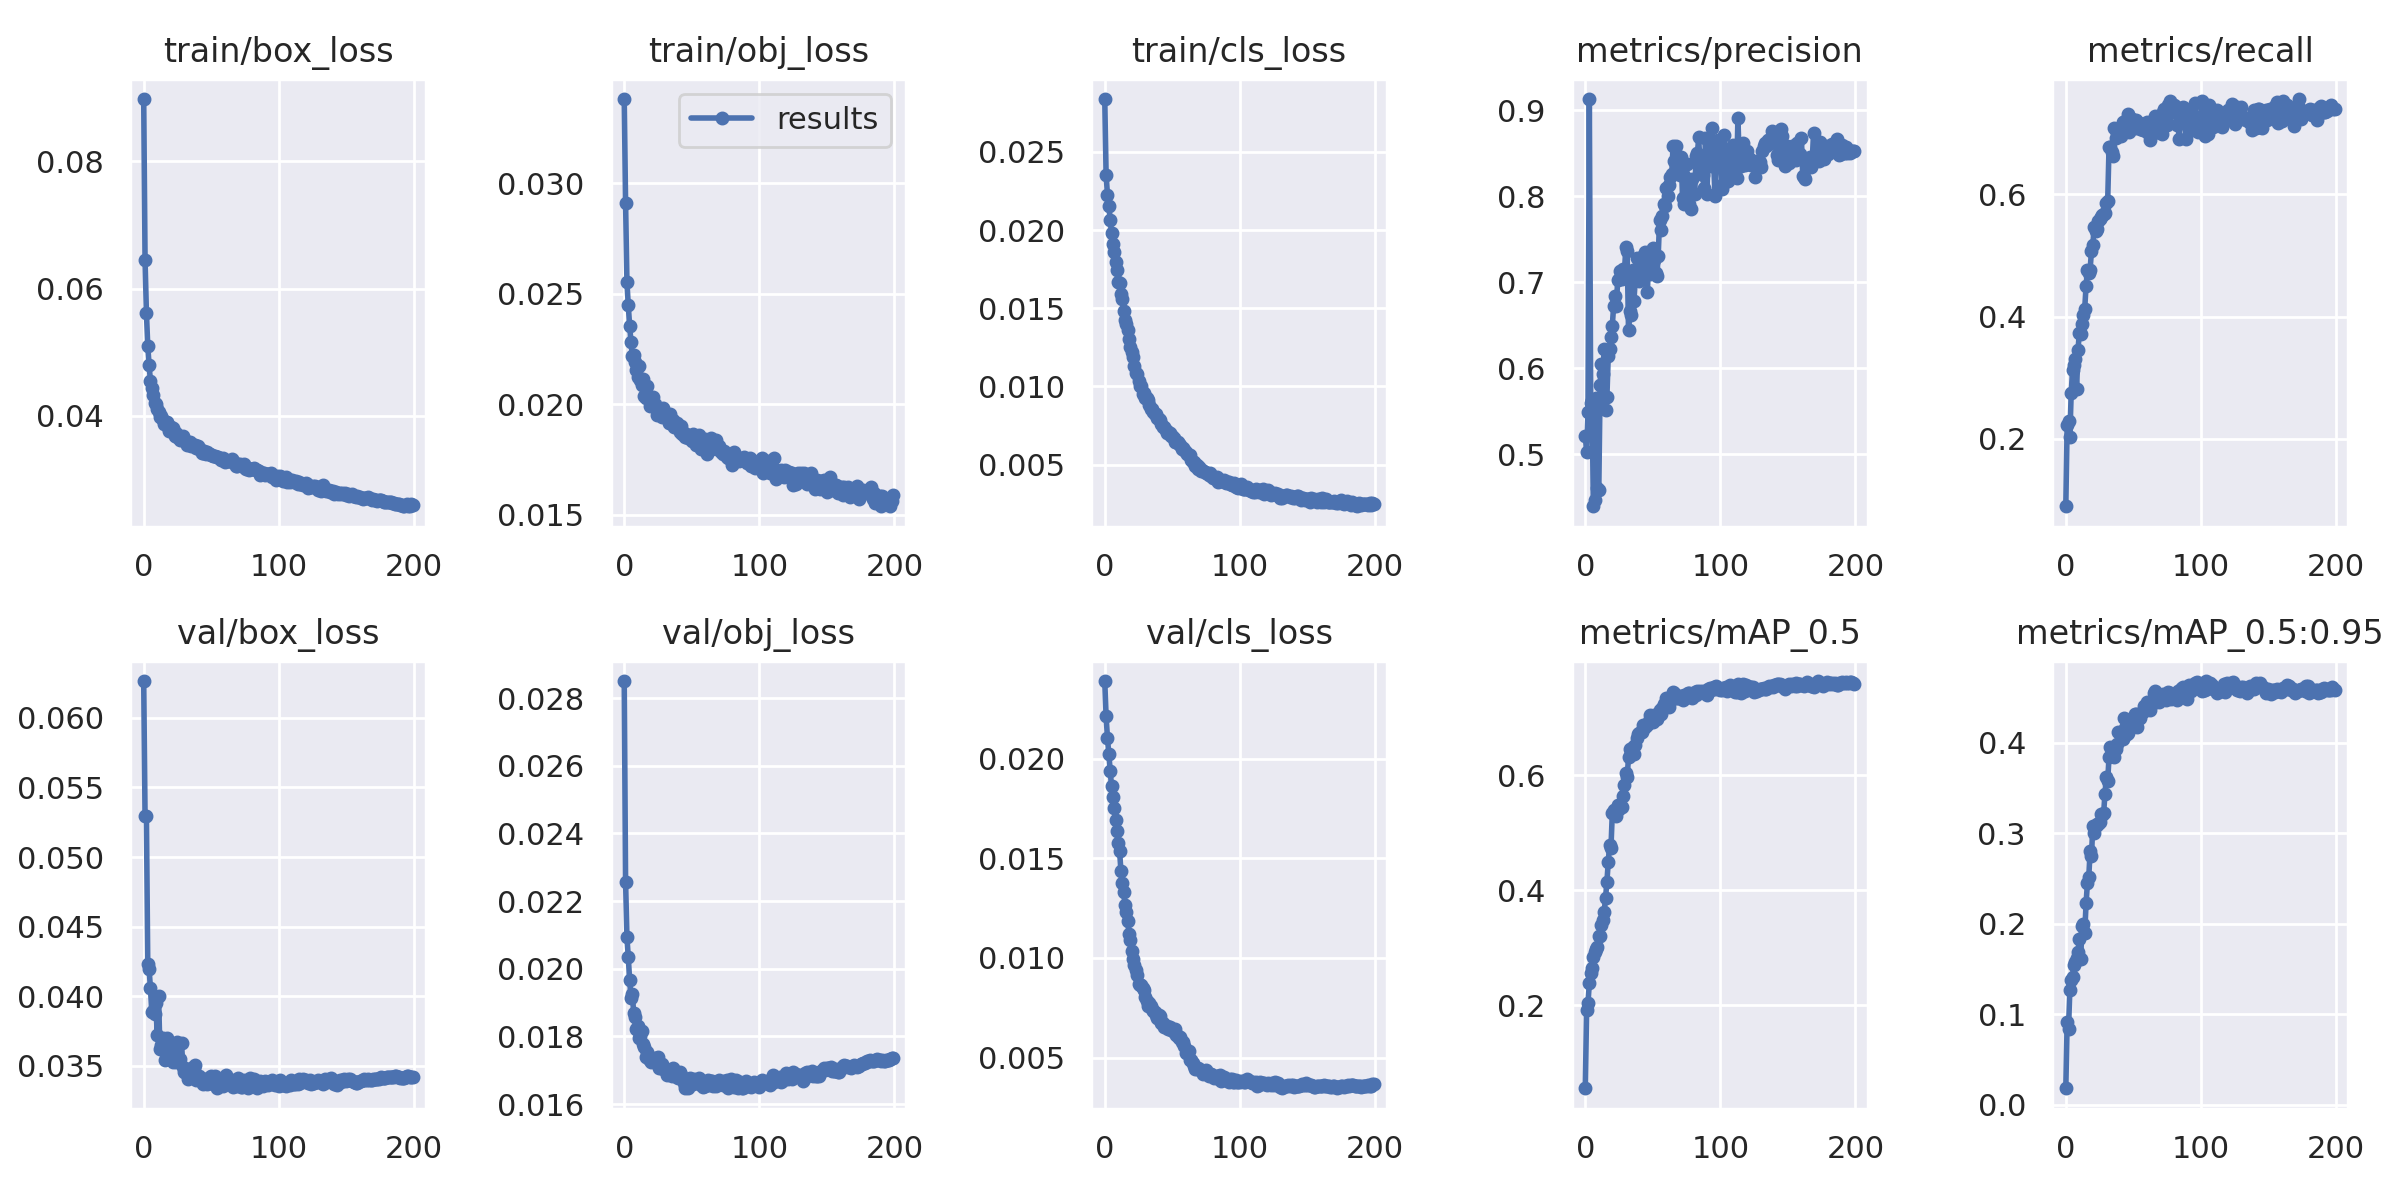 train/box_loss
train/obj_loss
train/cls_loss
metrics/precision
metrics/recall
0.08
0.06
0.04
0 100 200
results
0.030
0.025
0.020
0.015
0 100 200
0.025
0.020
0.015
0.010
0.005
0 100 200
0.9
0.8
0.7
0.6
0.5
0 100 200
0.6
0.4
0.2
0 100 200
val/box_loss
val/obj_loss
val/cls_loss
metrics/mAP_0.5
metrics/mAP_0.5:0.95
0.060
0.055
0.050
0.045
0.040
0.035
0 100 200
0.028
0.026
0.024
0.022
0.020
0.018
0.016
0 100 200
0.020
0.015
0.010
0.005
0 100 200
0.6
0.4
0.2
0 100 200
0.4
0.3
0.2
0.1
0.0
0 100 200